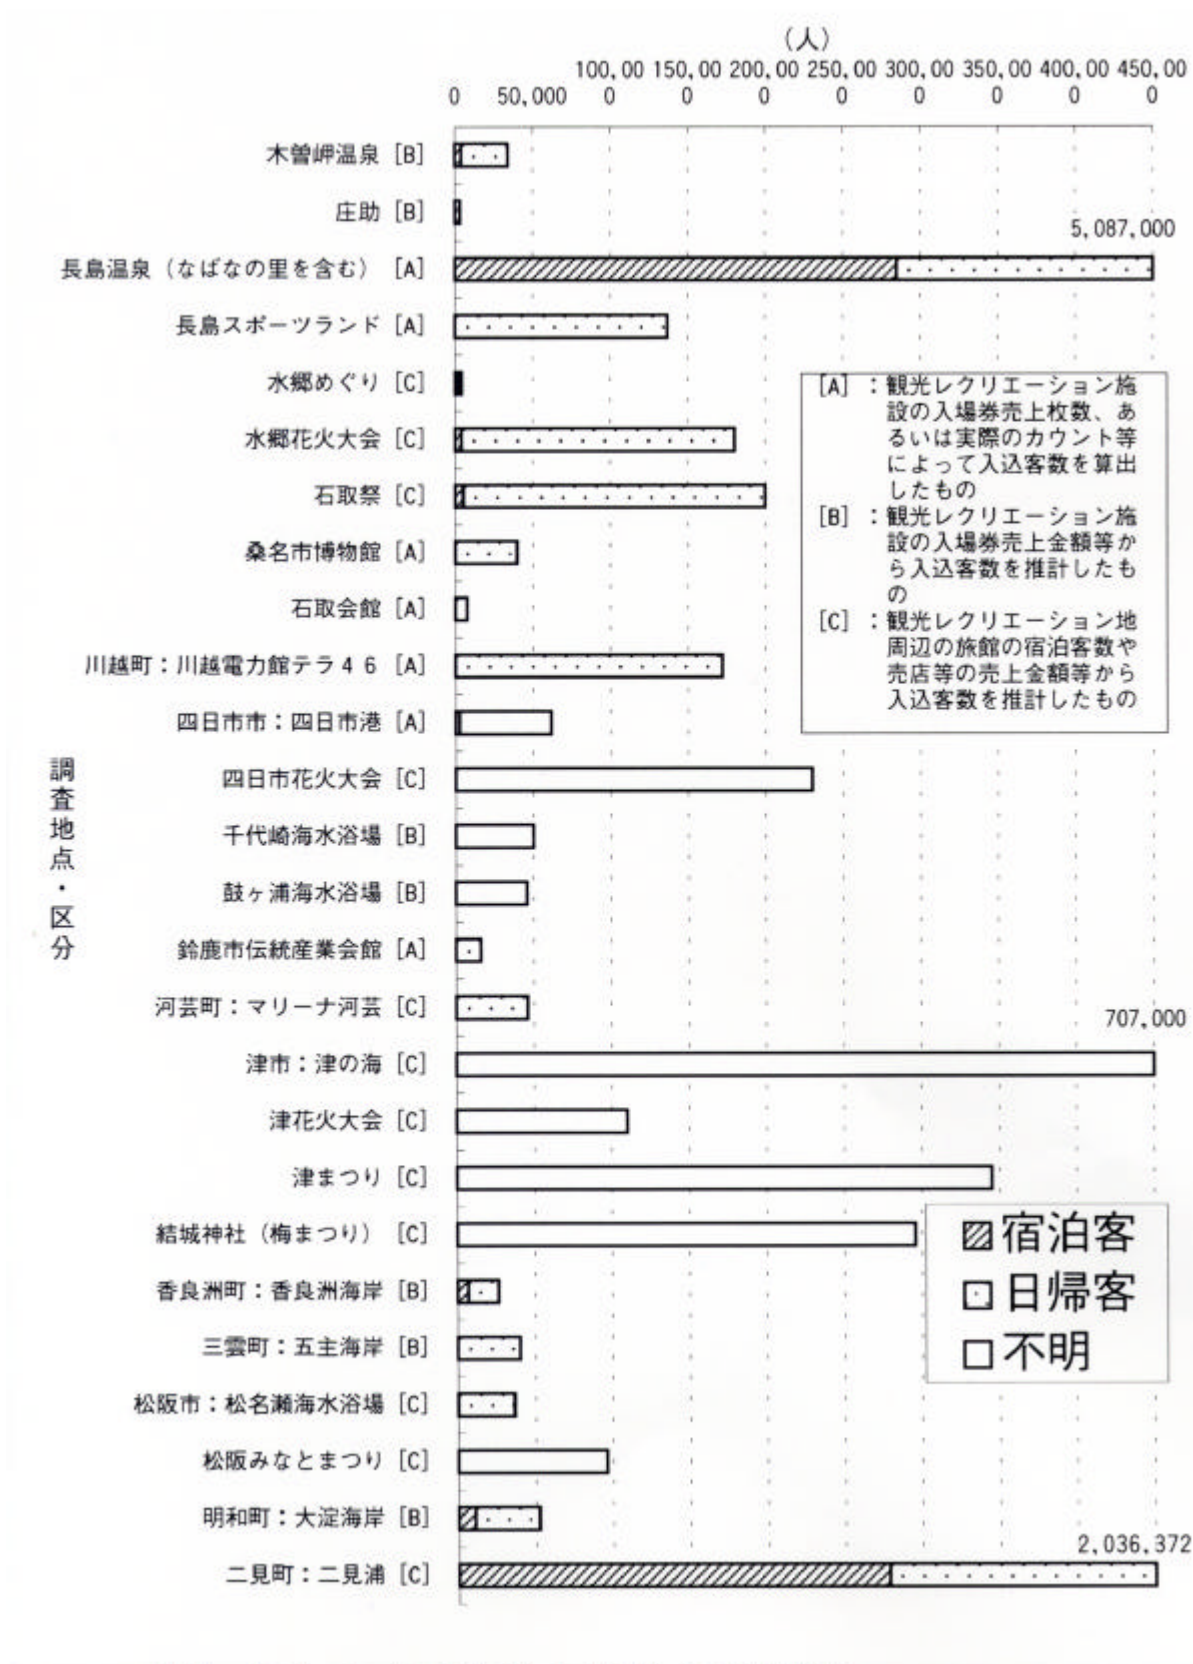 （人）
100,00 150,00 200,00 250,00 300,00 350,00 400,00 450,00
0 50,000 0 0 0 0 0 0 0 0
木曽岬温泉 [B]
庄助 [B]
5,087,000
長島温泉（なばなの里を含む） [A]
長島スポーツランド [A]
水郷めぐり [C]
水郷花火大会 [C]
石取祭 [C]
桑名市博物館 [A]
石取会館 [A]
川越町：川越電力館テラ４６ [A]
四日市市：四日市港 [A]
四日市花火大会 [C]
千代崎海水浴場 [B]
鼓ヶ浦海水浴場 [B]
鈴鹿市伝統産業会館 [A]
河芸町：マリーナ河芸 [C]
707,000
津市：津の海 [C]
津花火大会 [C]
津まつり [C]
結城神社（梅まつり） [C]
香良洲町：香良洲海岸 [B]
三雲町：五主海岸 [B]
松阪市：松名瀬海水浴場 [C]
松阪みなとまつり [C]
明和町：大淀海岸 [B]
2,036,372
二見町：二見浦 [C]
調査地点・区分
[A] ：観光レクリエーション施
設の入場券売上枚数、あ
るいは実際のカウント等
によって入込客数を算出
したもの
[B] ：観光レクリエーション施
設の入場券売上金額等か
ら入込客数を推計したも
の
[C] ：観光レクリエーション地
周辺の旅館の宿泊客数や
売店等の売上金額等から
入込客数を推計したもの
宿泊客
日帰客
不明